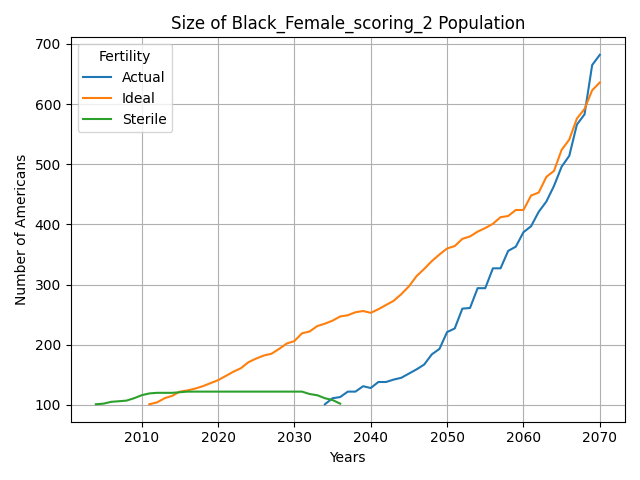 Size of Black_Female_scoring_2 Population
Fertility
Actual
Ideal
Sterile
Number of Americans
700
600
500
400
300
200
100
2010 2020 2030 2040 2050 2060 2070
Years